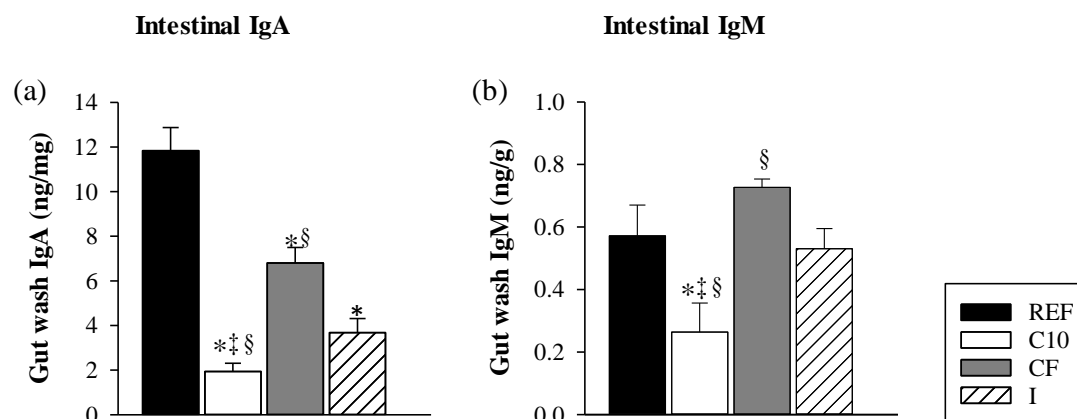 Intestinal IgA
Intestinal IgM
(a)
Gut wash IgA (ng/mg)
14
12
10
8
6
4
2
0
*‡§
*§
*
(b)
Gut wash IgM (ng/g)
1.0
0.8
0.6
0.4
0.2
0.0
*‡§
§
REF
C10
CF
I